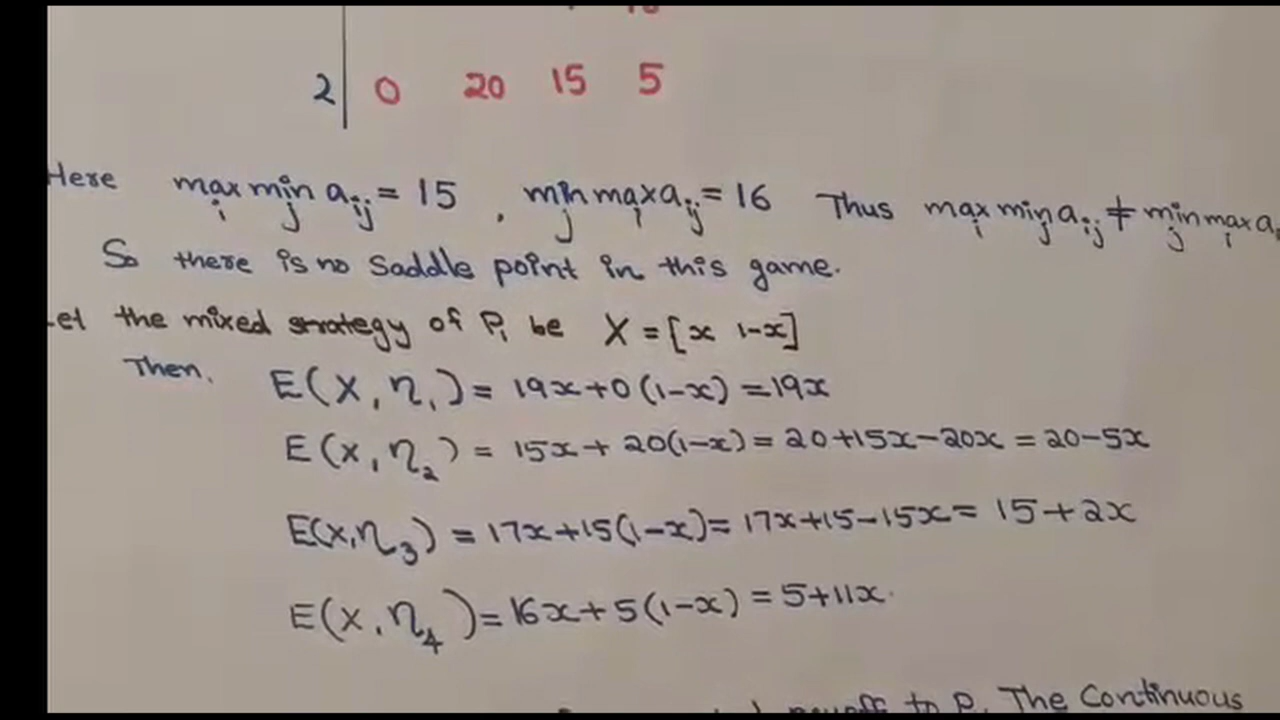 2 | 0 20 15 5
Here max min aij = 15 , min max aij = 16 Thus max min aij ≠ min max a
i j j i i j j i
So there is no saddle point in this game.
Let the mixed strategy of P₁ be X = [x 1-x]
Then. E(X, η₁) = 19x+0(1-x) = 19x
E(X, η₂) = 15x + 20(1-x) = 20+15x-20x = 20-5x
E(X, η₃) = 17x+15(1-x) = 17x+15-15x = 15+2x
E(X, η₄) = 16x+5(1-x) = 5+11x.
payoff to P₁ The Continuous